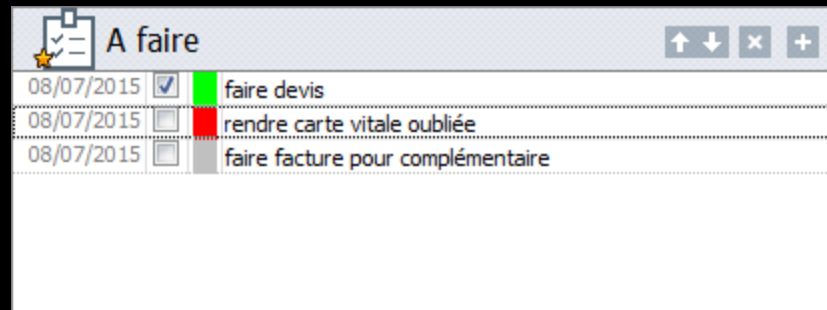 A faire
08/07/2015 faire devis
08/07/2015 rendre carte vitale oubliée
08/07/2015 faire facture pour complémentaire